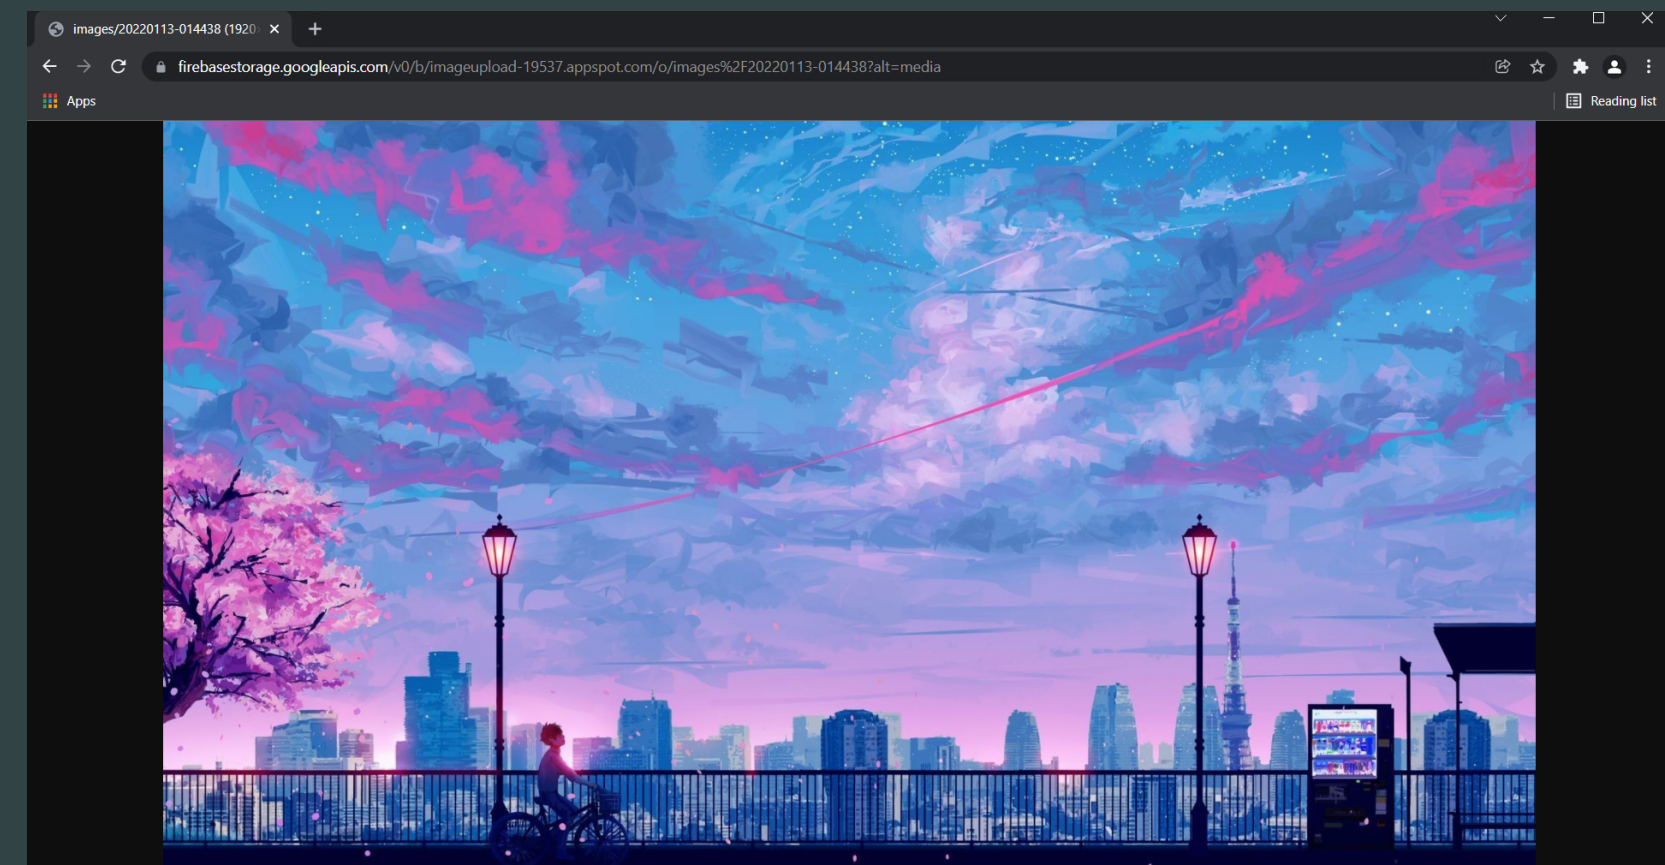 images/20220113-014438 (1920
firebasestorage.googleapis.com/v0/b/imageupload-19537.appspot.com/o/images%2F20220113-014438?alt=media
Apps
Reading list